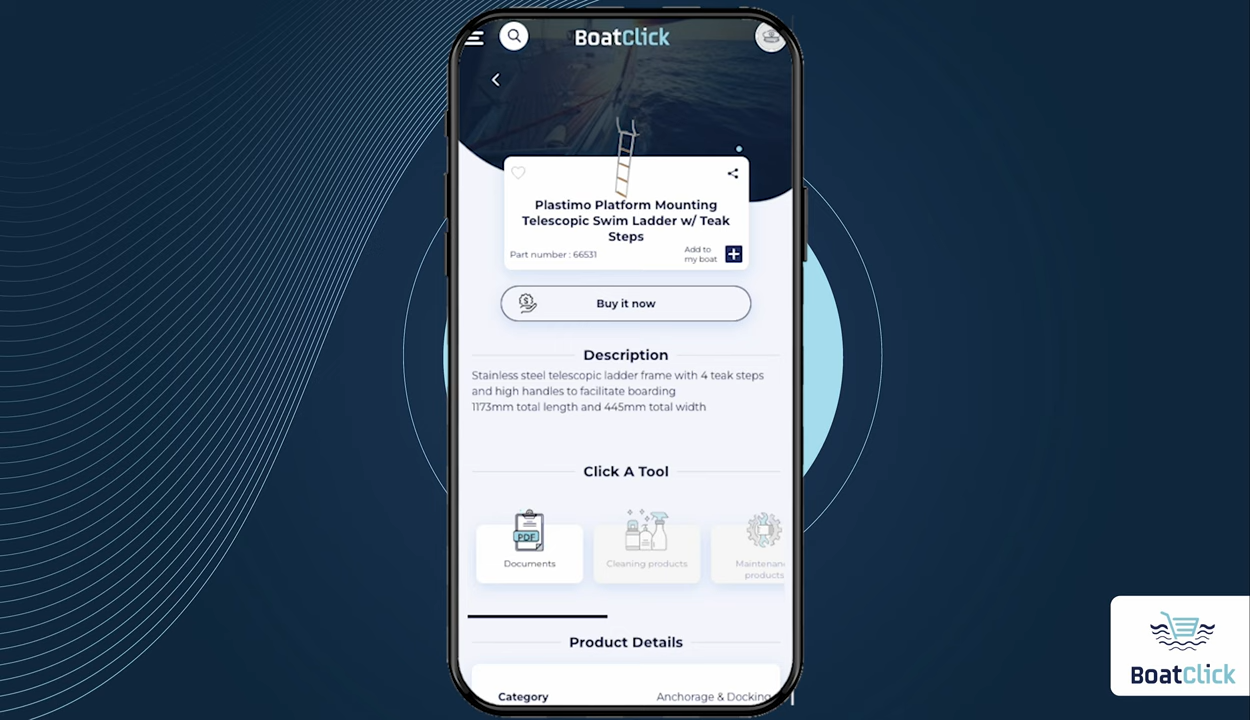 BoatClick
Plastimo Platform Mounting
Telescopic Swim Ladder w/ Teak
Steps
Part number : 66531
Add to
my boat
Buy it now
Description
Stainless steel telescopic ladder frame with 4 teak steps
and high handles to facilitate boarding
1173mm total length and 445mm total width
Click A Tool
PDF
Documents
Cleaning products
Maintenan
products
Product Details
Category
Anchorage & Docking
BoatClick